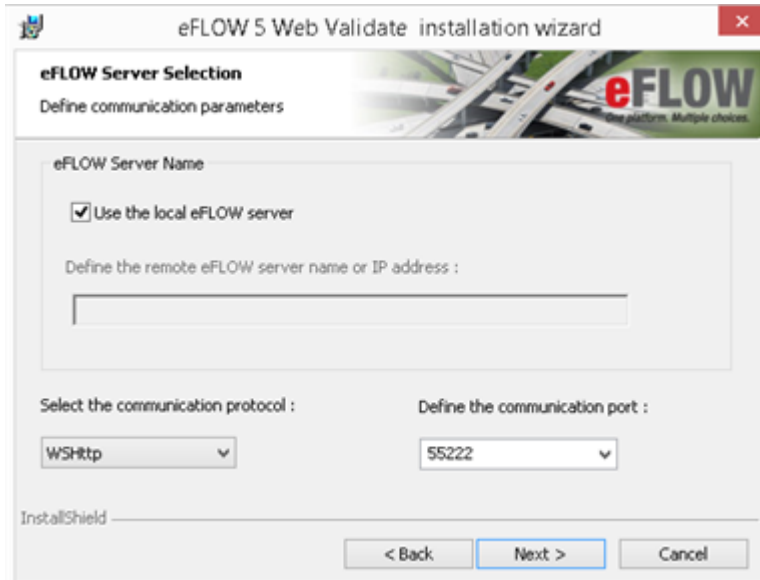 eFLOW 5 Web Validate installation wizard
eFLOW Server Selection
Define communication parameters
eFLOW
One platform. Multiple choices.
eFLOW Server Name
Use the local eFLOW server
Define the remote eFLOW server name or IP address :
Select the communication protocol :
Define the communication port :
WSHttp
55222
InstallShield
< Back
Next >
Cancel